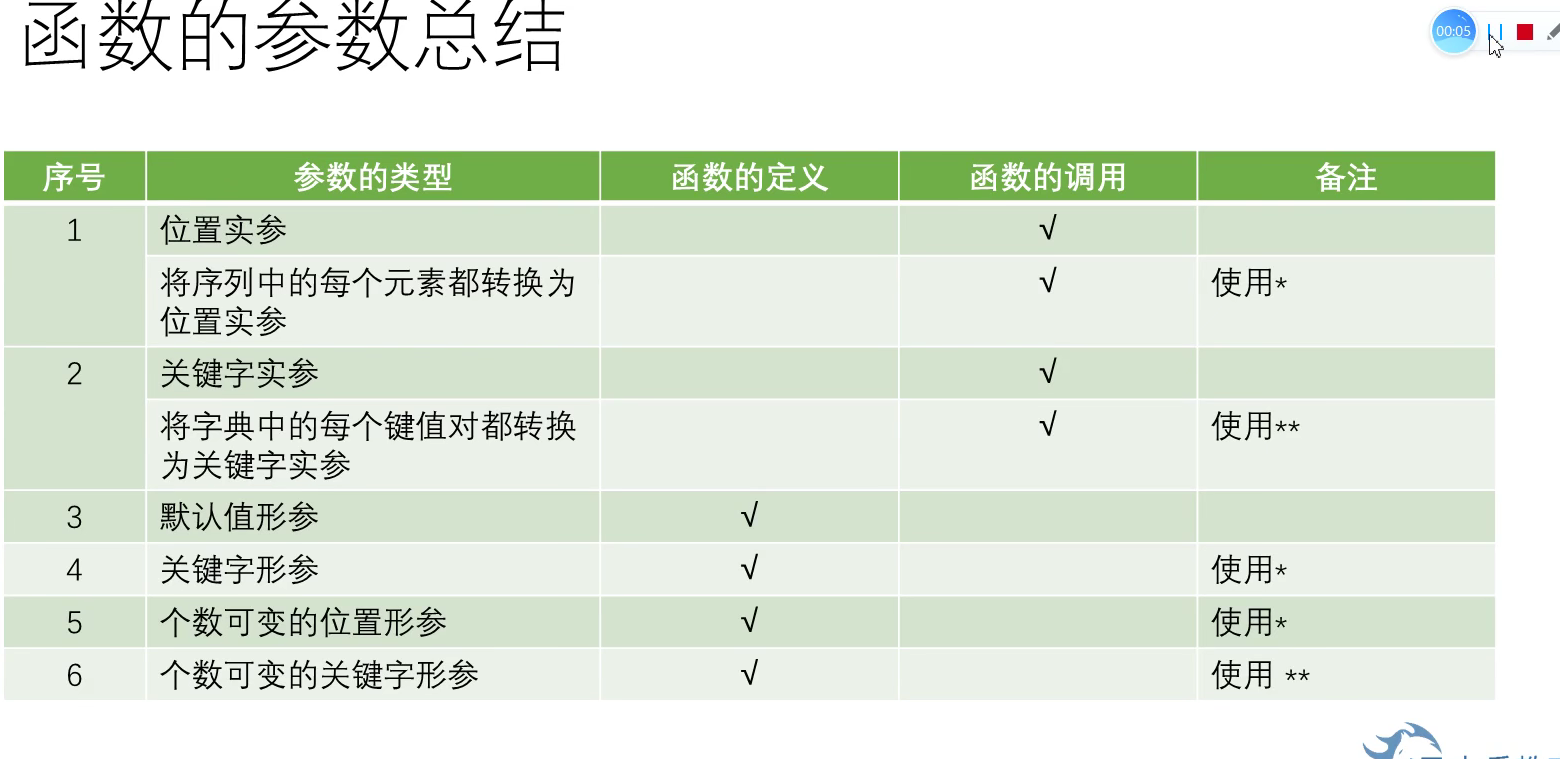 函数的参数总结
00:05
序号 参数的类型 函数的定义 函数的调用 备注
1 位置实参 √
将序列中的每个元素都转换为 √ 使用*
位置实参
2 关键字实参 √
将字典中的每个键值对都转换 √ 使用**
为关键字实参
3 默认值形参 √
4 关键字形参 √ 使用*
5 个数可变的位置形参 √ 使用*
6 个数可变的关键字形参 √ 使用 **